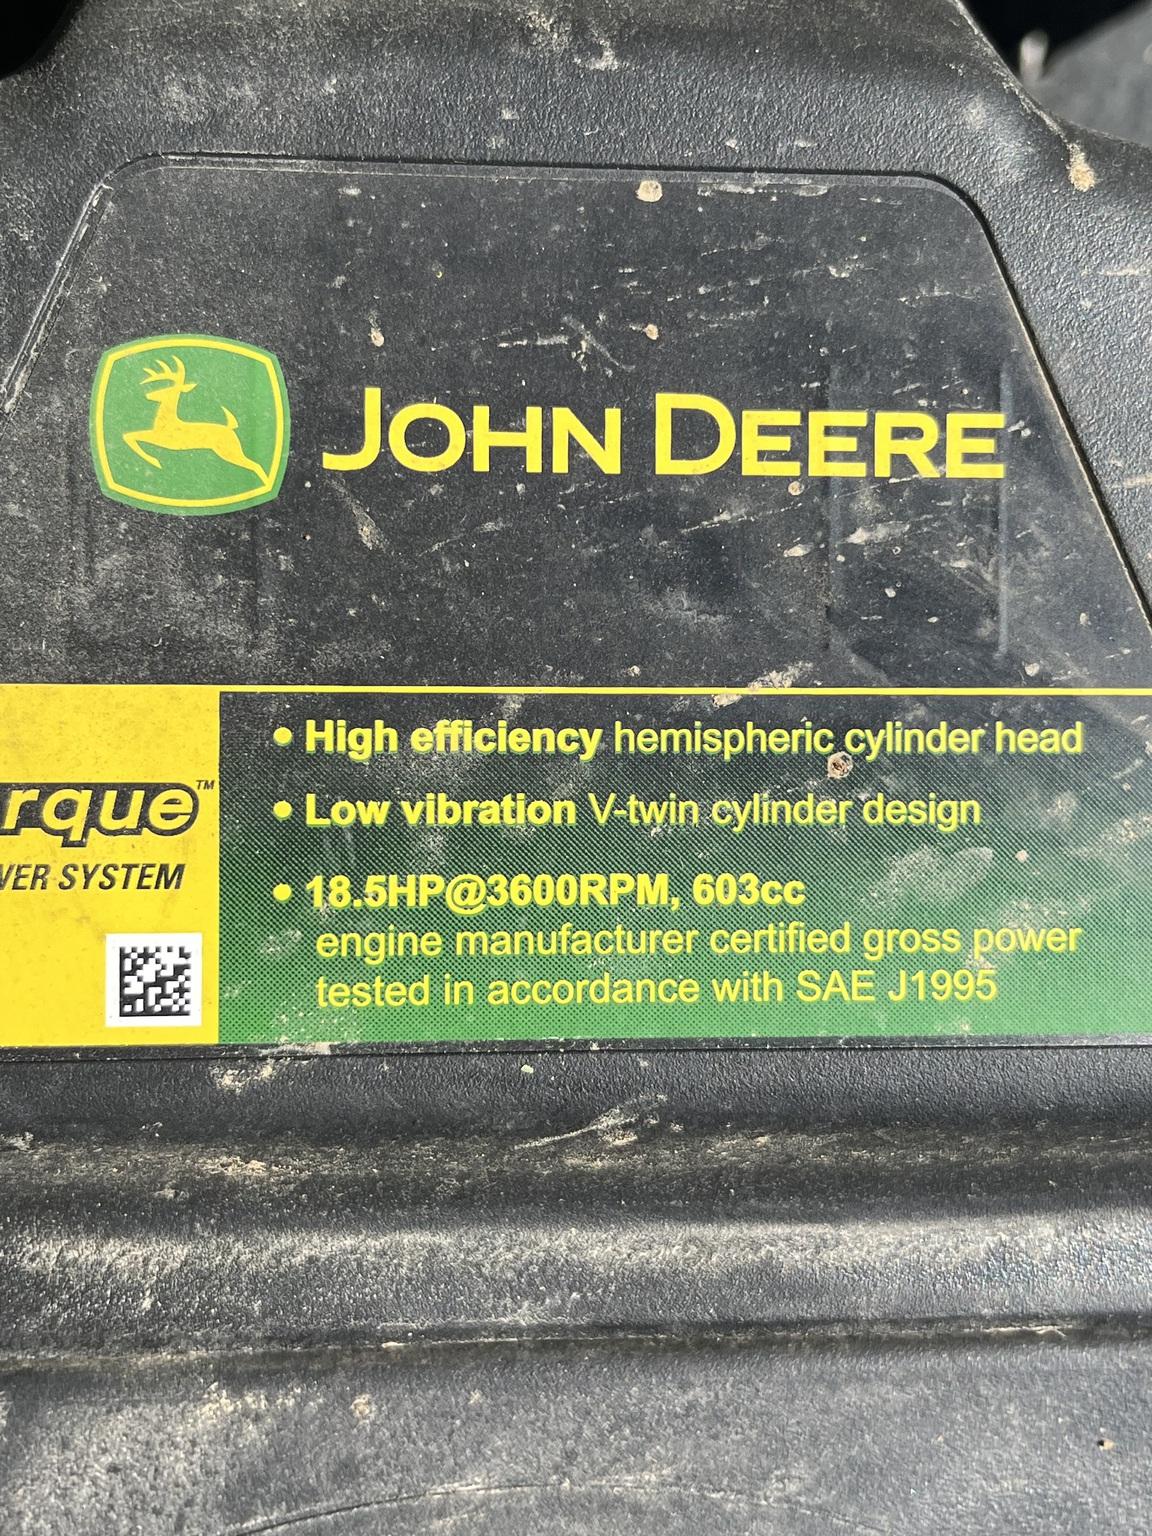 JOHN DEERE
• High efficiency hemispheric cylinder head
• Low vibration V-twin cylinder design
rque™
VER SYSTEM
• 18.5HP@3600RPM, 603cc
engine manufacturer certified gross power
tested in accordance with SAE J1995